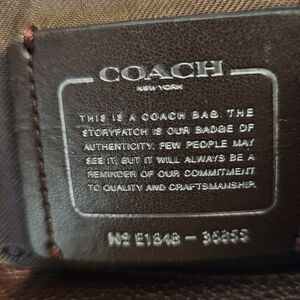 COACH
NEW YORK
THIS IS A COACH BAG. THE
STORYPATCH IS OUR BADGE OF
AUTHENTICITY. FEW PEOPLE MAY
SEE IT, BUT IT WILL ALWAYS BE A
REMINDER OF OUR COMMITMENT
TO QUALITY AND CRAFTSMANSHIP.
Nº E1848 –